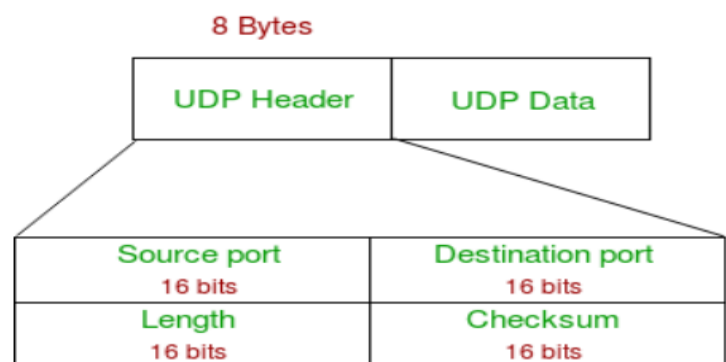 8 Bytes
UDP Header
UDP Data
Source port
Destination port
16 bits
16 bits
Length
Checksum
16 bits
16 bits